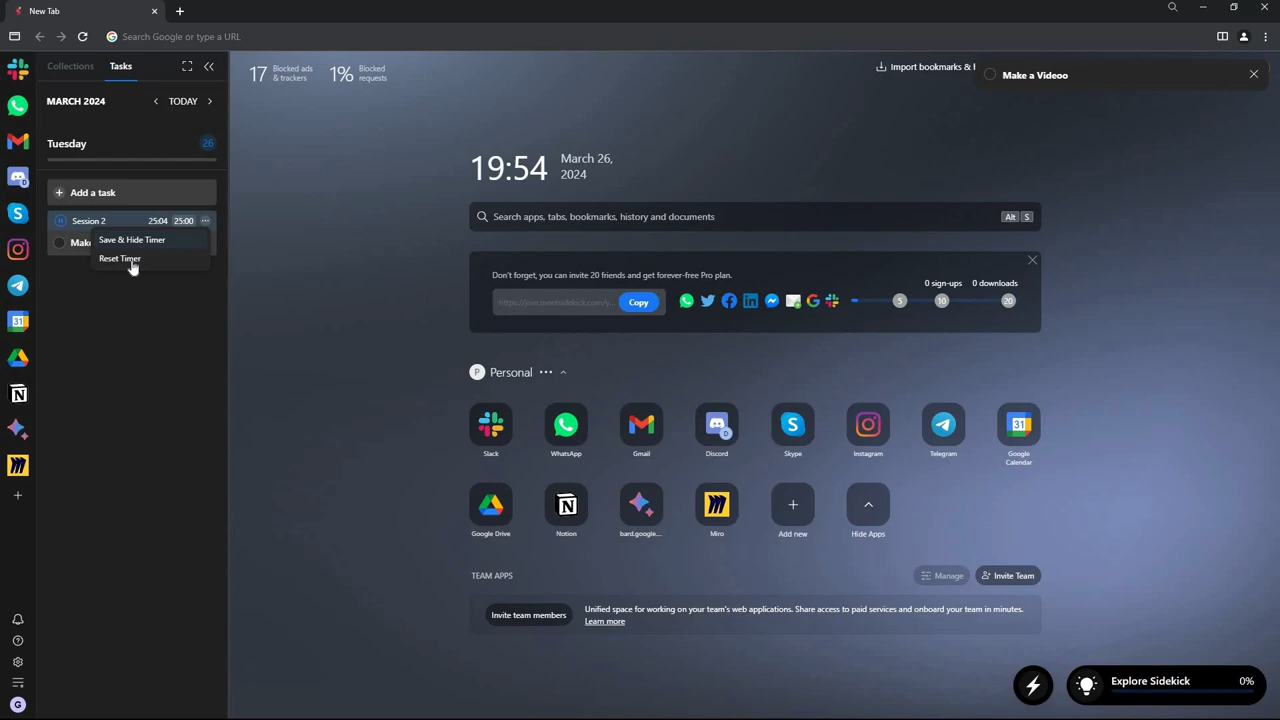 New Tab
Search Google or type a URL
Collections
Tasks
17 Blocked ads & trackers
1% Blocked requests
Import bookmarks &
Make a Videoo
MARCH 2024
TODAY
Tuesday
26
19:54 March 26, 2024
Add a task
Search apps, tabs, bookmarks, history and documents
Alt S
Session 2 25:04 25:00
Save & Hide Timer
Reset Timer
Don't forget, you can invite 20 friends and get forever-free Pro plan.
0 sign-ups 0 downloads
https://join.meetsidekick.com/y...
Copy
5 10 20
P Personal
Slack WhatsApp Gmail Discord Skype Instagram Telegram Google Calendar
Google Drive Notion bard.google... Miro Add new Hide Apps
TEAM APPS
Manage
Invite Team
Invite team members
Unified space for working on your team's web applications. Share access to paid services and onboard your team in minutes.
Learn more
Explore Sidekick 0%
G